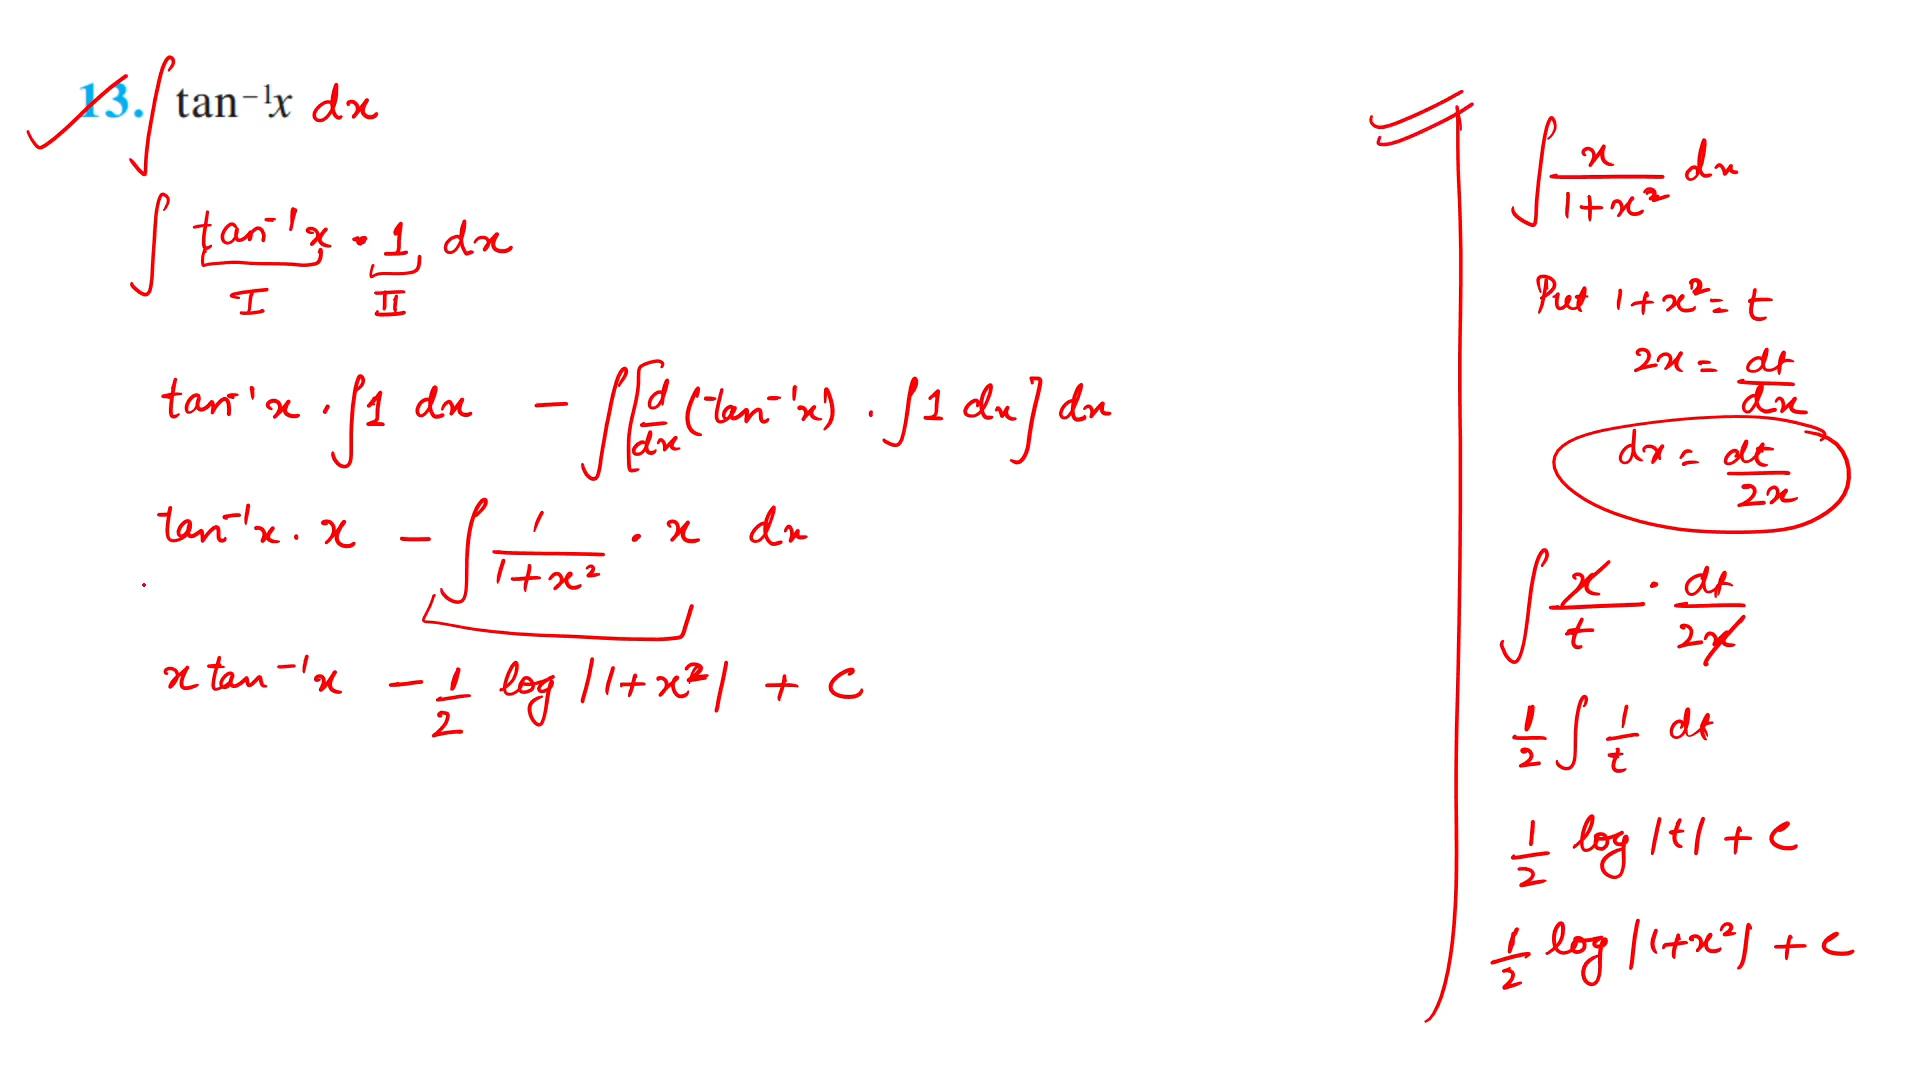 13. ∫ tan⁻¹x dx
∫ tan⁻¹x · 1 dx
I II
tan⁻¹x · ∫ 1 dx − ∫ [d/dx (tan⁻¹x) · ∫ 1 dx] dx
tan⁻¹x · x − ∫ 1/(1+x²) · x dx
x tan⁻¹x − 1/2 log |1+x²| + c
∫ x/(1+x²) dx
Put 1+x² = t
2x = dt/dx
dx = dt/2x
∫ x/t · dt/2x
1/2 ∫ 1/t dt
1/2 log |t| + c
1/2 log |1+x²| + c